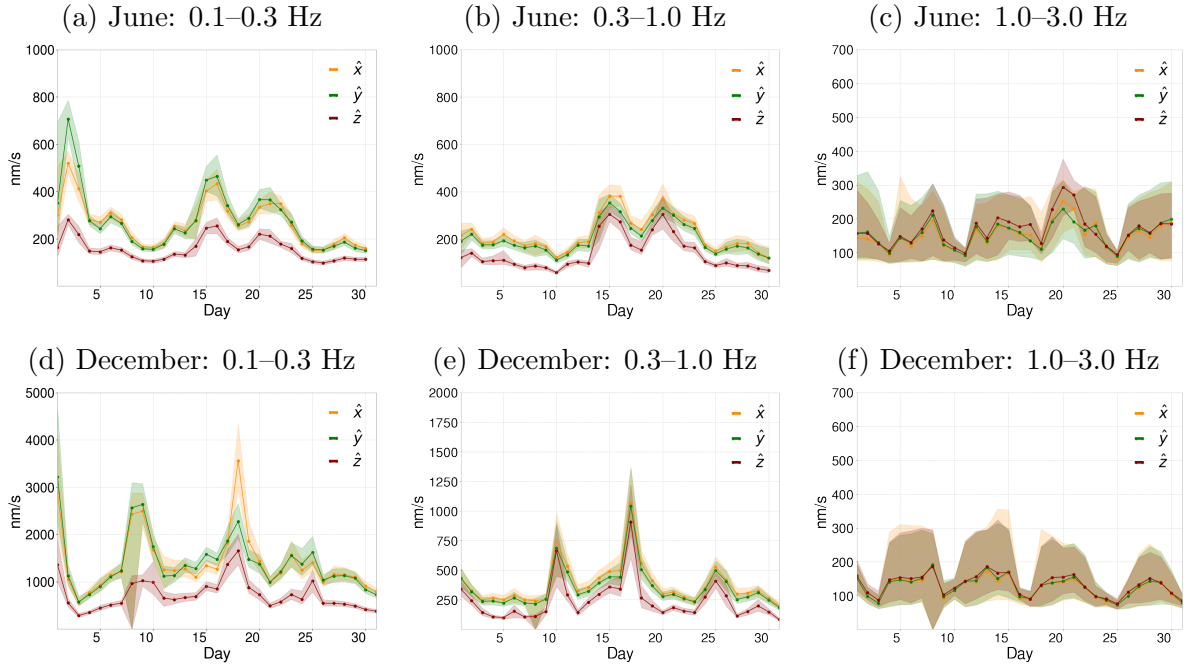 (a) June: 0.1–0.3 Hz
1000
800
600
400
200
nm/s
5
10
15
20
25
30
Day
x̂
ŷ
ẑ
(b) June: 0.3–1.0 Hz
1000
800
600
400
200
nm/s
5
10
15
20
25
30
Day
x̂
ŷ
ẑ
(c) June: 1.0–3.0 Hz
700
600
500
400
300
200
100
nm/s
5
10
15
20
25
30
Day
x̂
ŷ
ẑ
(d) December: 0.1–0.3 Hz
5000
4000
3000
2000
1000
nm/s
5
10
15
20
25
30
Day
x̂
ŷ
ẑ
(e) December: 0.3–1.0 Hz
2000
1750
1500
1250
1000
750
500
250
nm/s
5
10
15
20
25
30
Day
x̂
ŷ
ẑ
(f) December: 1.0–3.0 Hz
700
600
500
400
300
200
100
nm/s
5
10
15
20
25
30
Day
x̂
ŷ
ẑ